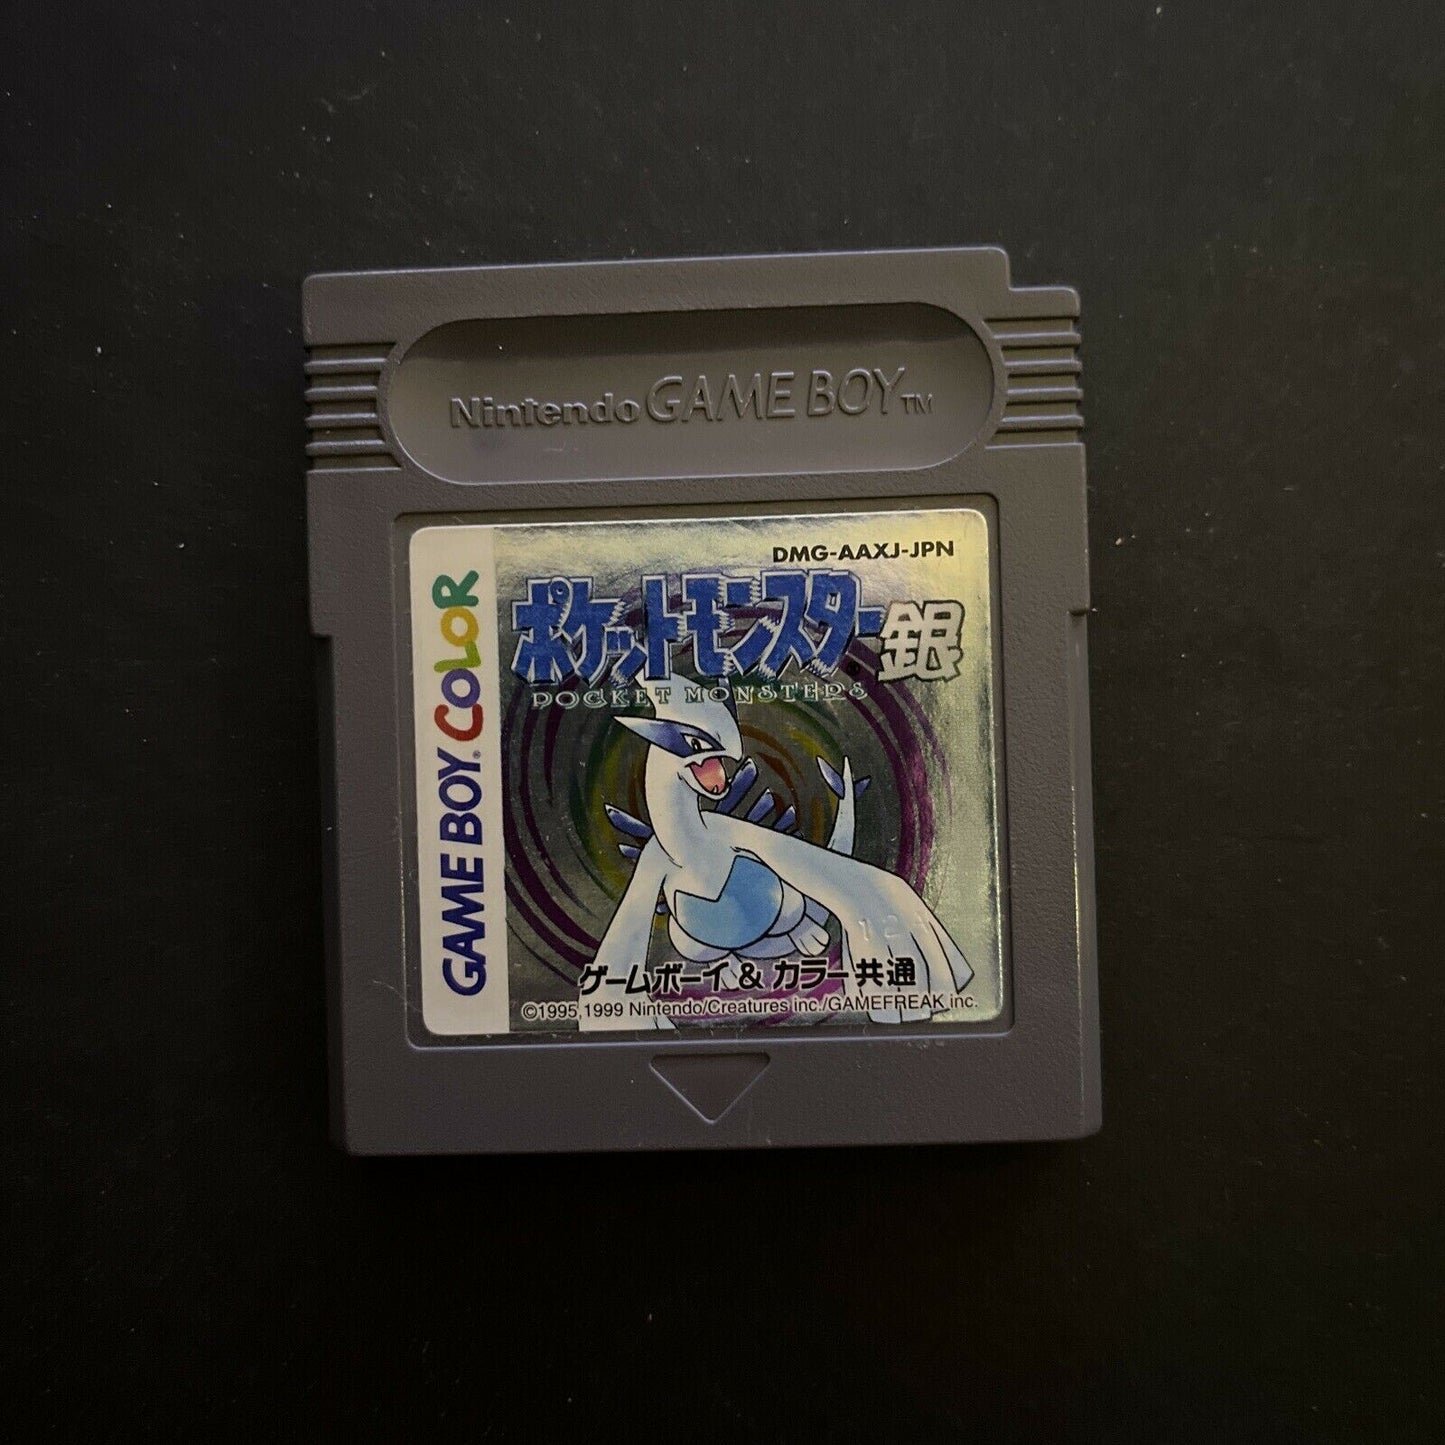 Nintendo GAME BOY™
GAME BOY® COLOR
DMG-AAXJ-JPN
ポケットモンスター® 銀
POCKET MONSTERS
12
ゲームボーイ & カラー共通
©1995,1999 Nintendo/Creatures inc./GAMEFREAK inc.